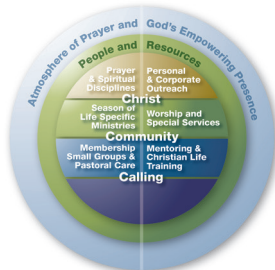 Atmosphere of Prayer and God's Empowering Presence
People and Resources
Prayer
& Spiritual
Disciplines
Personal
& Corporate
Outreach
Christ
Season of
Life Specific
Ministries
Worship and
Special Services
Community
Membership
Small Groups &
Pastoral Care
Mentoring &
Christian Life
Training
Calling